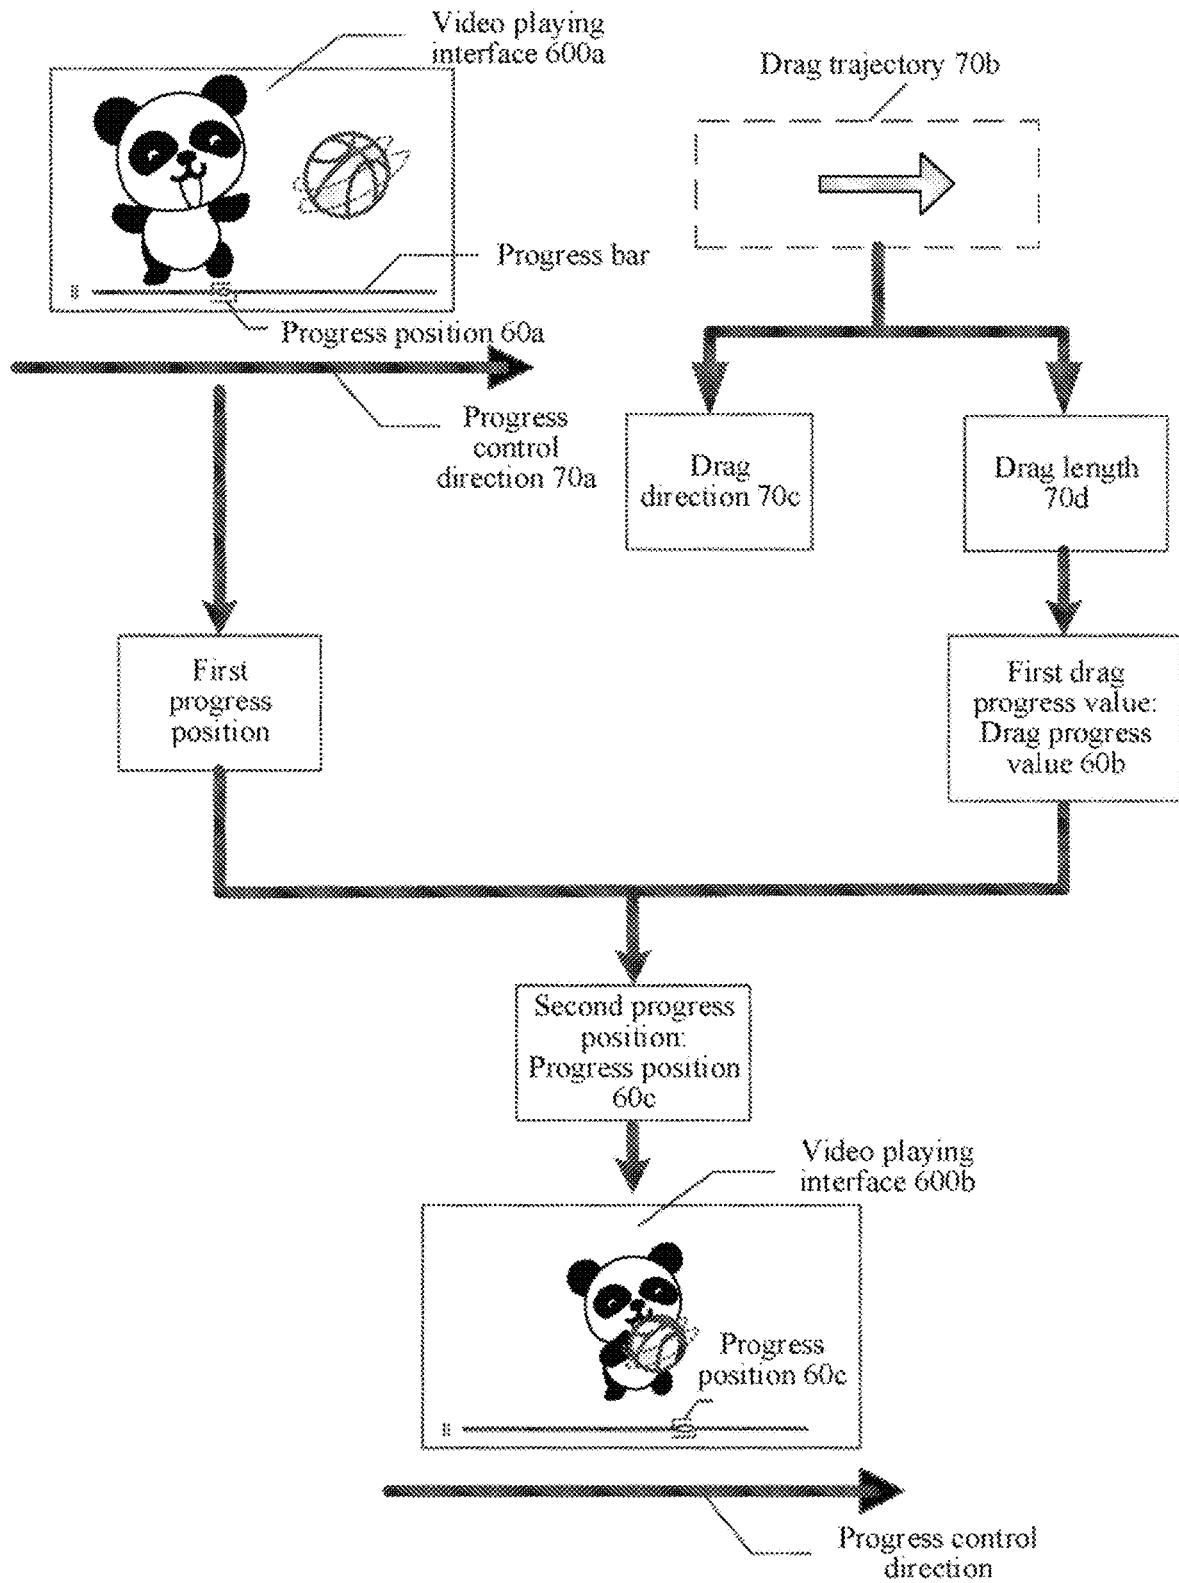 Video playing
interface 600a
Drag trajectory 70b
Progress bar
Progress position 60a
Progress
control
direction 70a
Drag
direction 70c
Drag length
70d
First
progress
position
First drag
progress value:
Drag progress
value 60b
Second progress
position:
Progress position
60c
Video playing
interface 600b
Progress
position 60c
Progress control
direction